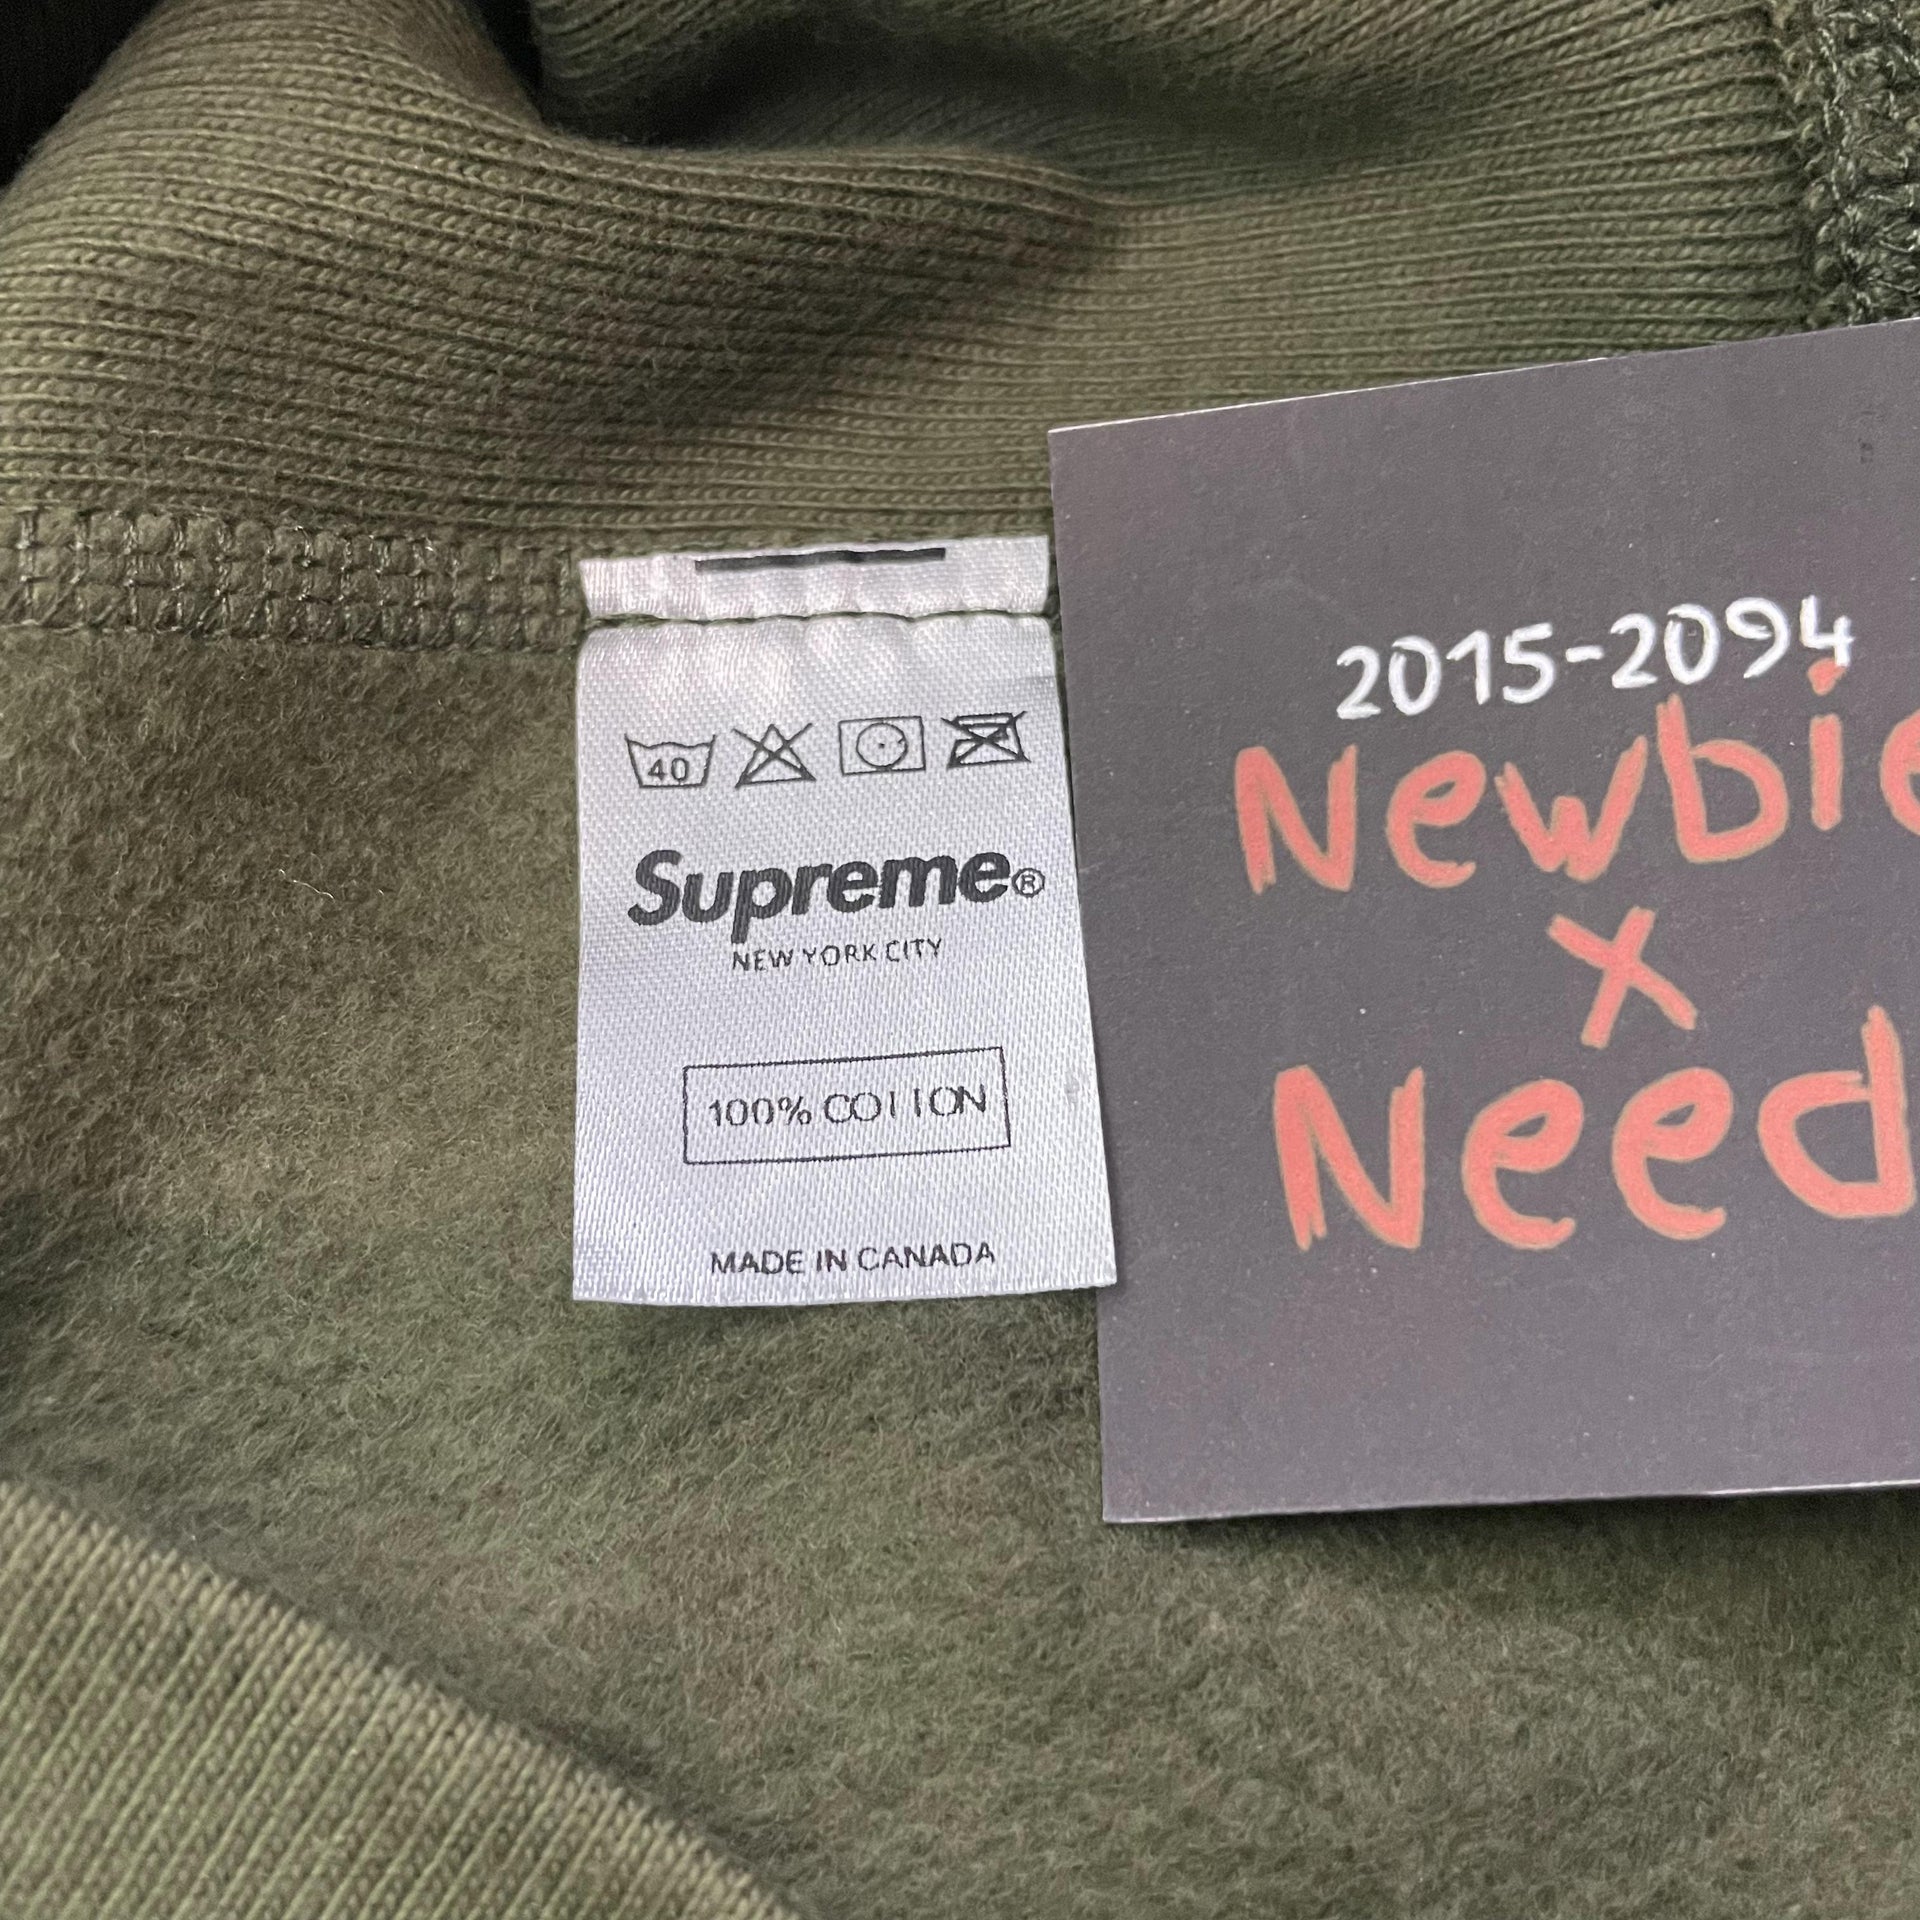 40
Supreme®
NEW YORK CITY
100% COTTON
MADE IN CANADA
2015-2094
Newbie
x
Need